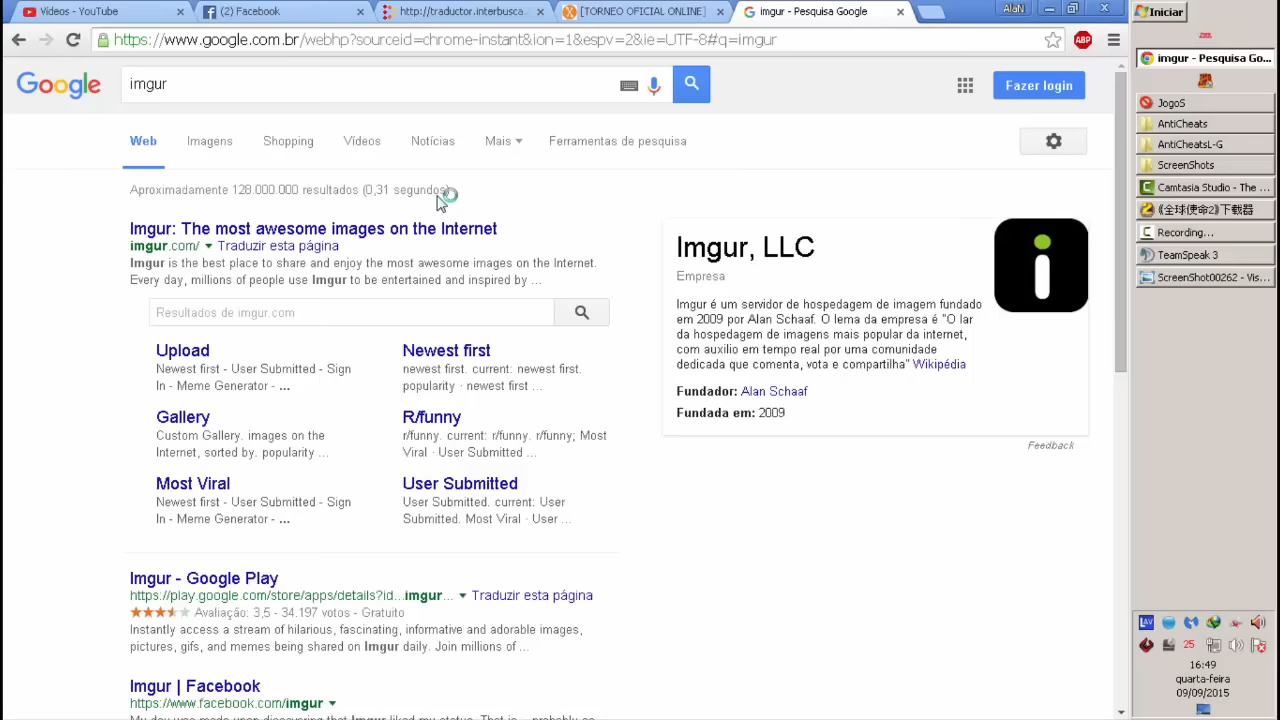 Vídeos - YouTube
(2) Facebook
http://traductor.interbusca.
[TORNEO OFICIAL ONLINE]
imgur - Pesquisa Google
AlaN
Iniciar
https://www.google.com.br/webhp?sourceid=chrome-instant&ion=1&espv=2&ie=UTF-8#q=imgur
ABP
imgur - Pesquisa Go...
Google
imgur
Fazer login
JogoS
AntiCheats
AntiCheatsL-G
ScreenShots
Camtasia Studio - The ...
《全球使命2》下载器
Recording...
TeamSpeak 3
ScreenShot00262 - Vis...
Web
Imagens
Shopping
Vídeos
Notícias
Mais
Ferramentas de pesquisa
Aproximadamente 128.000.000 resultados (0,31 segundos)
Imgur: The most awesome images on the Internet
imgur.com/ Traduzir esta página
Imgur is the best place to share and enjoy the most awesome images on the Internet.
Every day, millions of people use Imgur to be entertained and inspired by ...
Resultados de imgur.com
Upload
Newest first - User Submitted - Sign
In - Meme Generator - ...
Newest first
newest first. current: newest first.
popularity · newest first ...
Gallery
Custom Gallery. images on the
Internet, sorted by. popularity ...
R/funny
r/funny. current: r/funny. r/funny; Most
Viral · User Submitted ...
Most Viral
Newest first - User Submitted - Sign
In - Meme Generator - ...
User Submitted
User Submitted. current: User
Submitted. Most Viral · User ...
Imgur - Google Play
https://play.google.com/store/apps/details?id...imgur... Traduzir esta página
Avaliação: 3,5 - 34.197 votos - Gratuito
Instantly access a stream of hilarious, fascinating, informative and adorable images,
pictures, gifs, and memes being shared on Imgur daily. Join millions of ...
Imgur | Facebook
https://www.facebook.com/imgur
Imgur, LLC
Empresa
Imgur é um servidor de hospedagem de imagem fundado
em 2009 por Alan Schaaf. O lema da empresa é "O lar
da hospedagem de imagens mais popular da internet,
com auxilio em tempo real por uma comunidade
dedicada que comenta, vota e compartilha" Wikipédia
Fundador: Alan Schaaf
Fundada em: 2009
Feedback
LAV
25
16:49
quarta-feira
09/09/2015